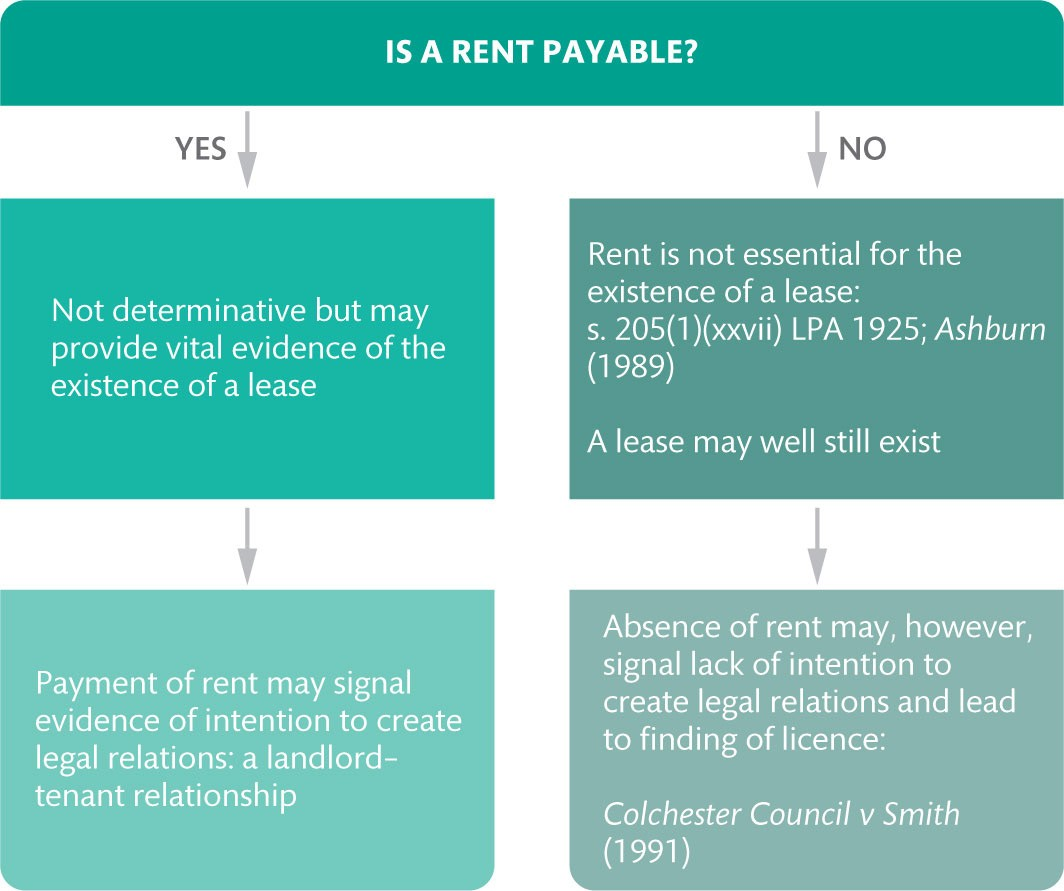 IS A RENT PAYABLE?
YES
NO
Not determinative but may
provide vital evidence of the
existence of a lease
Rent is not essential for the
existence of a lease:
s. 205(1)(xxvii) LPA 1925; Ashburn
(1989)
A lease may well still exist
Payment of rent may signal
evidence of intention to create
legal relations: a landlord–
tenant relationship
Absence of rent may, however,
signal lack of intention to
create legal relations and lead
to finding of licence:
Colchester Council v Smith
(1991)